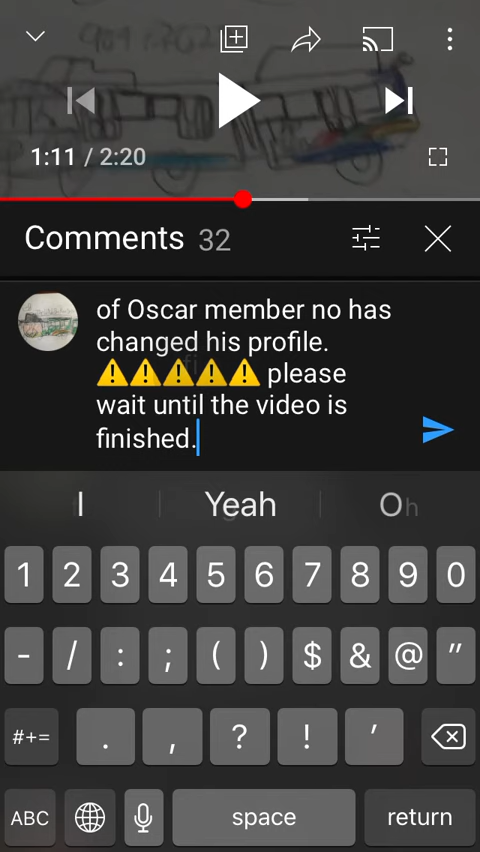 1:11 / 2:20
Comments 32
of Oscar member no has
changed his profile.
⚠️⚠️⚠️⚠️⚠️ please
wait until the video is
finished.
I Yeah Oh
1 2 3 4 5 6 7 8 9 0
- / : ; ( ) $ & @ "
#+= . , ? ! '
ABC space return